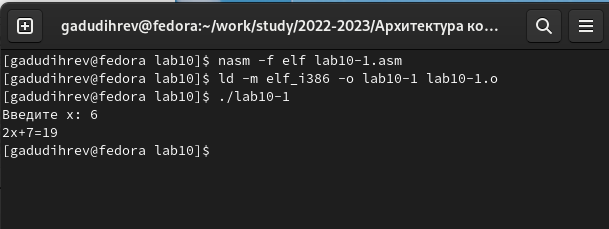 gadudihrev@fedora:~/work/study/2022-2023/Архитектура ко...
[gadudihrev@fedora lab10]$ nasm -f elf lab10-1.asm
[gadudihrev@fedora lab10]$ ld -m elf_i386 -o lab10-1 lab10-1.o
[gadudihrev@fedora lab10]$ ./lab10-1
Введите x: 6
2x+7=19
[gadudihrev@fedora lab10]$